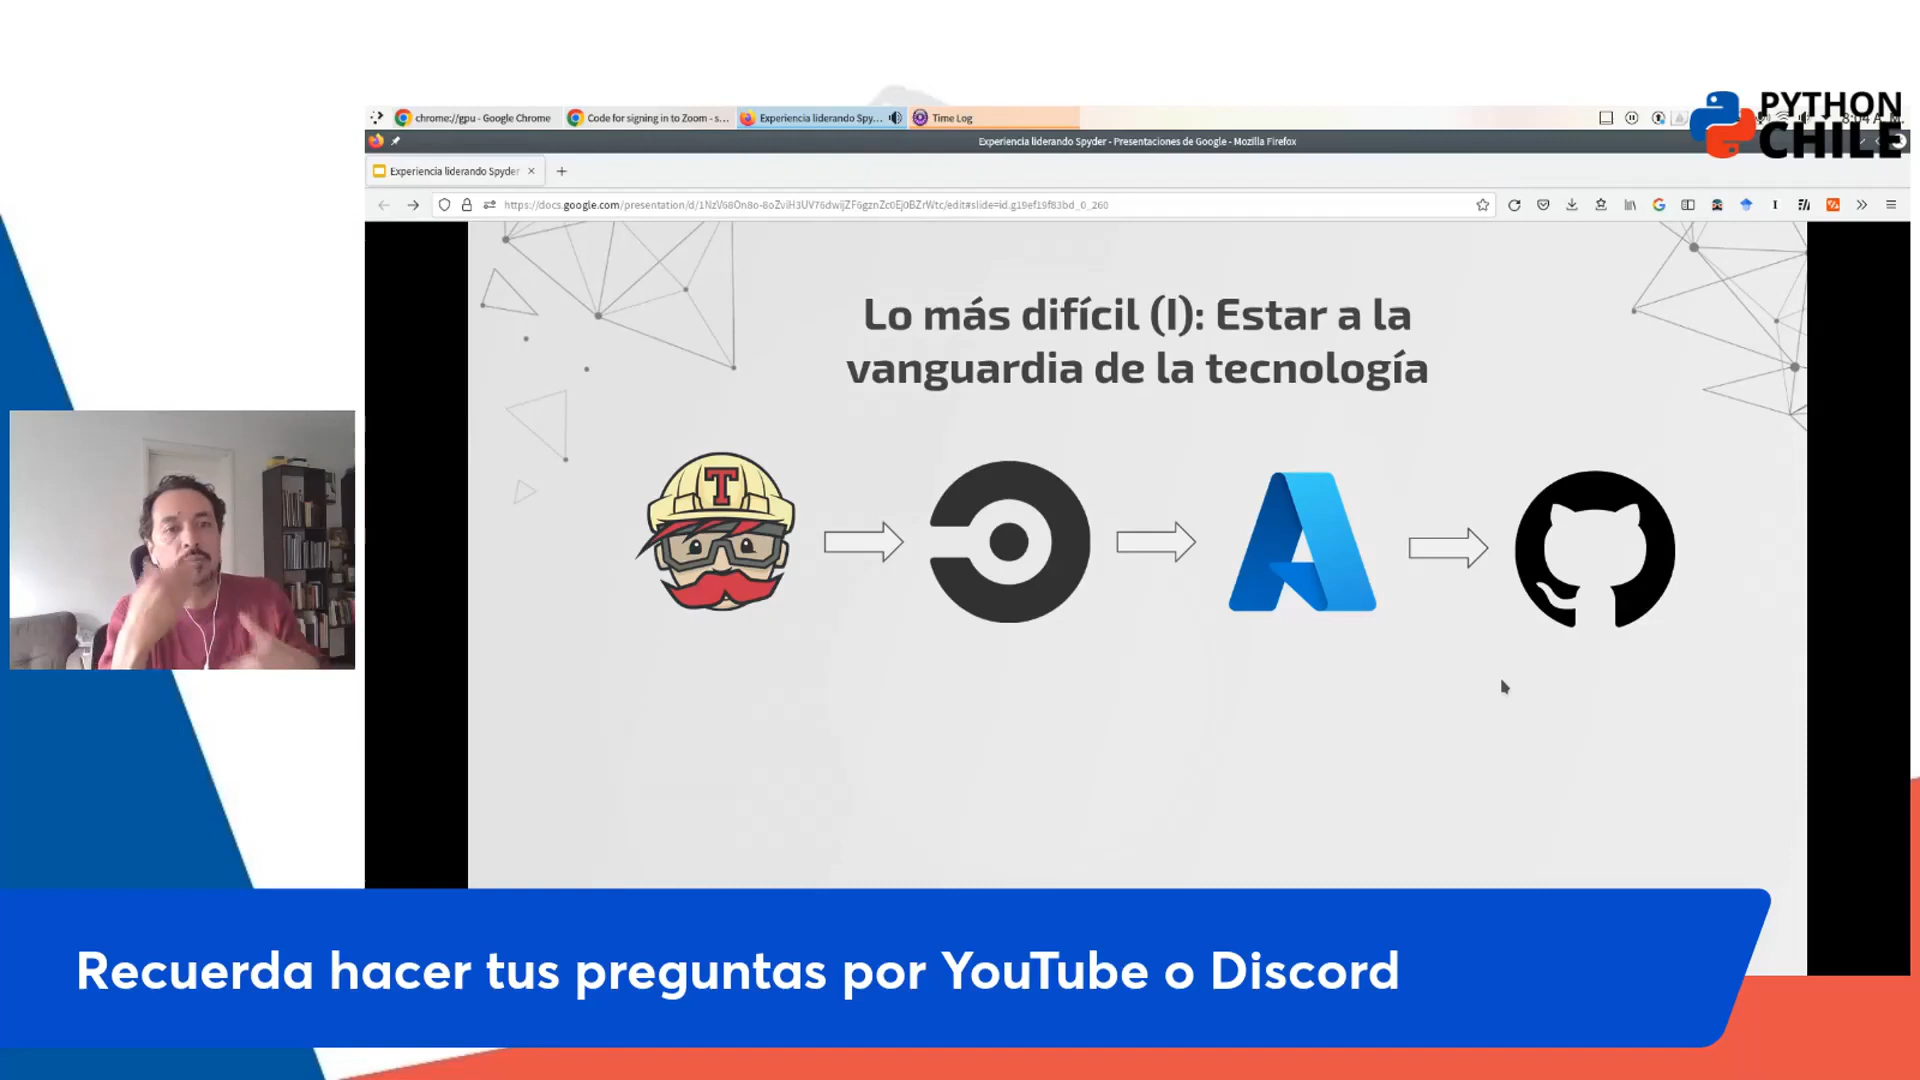 chrome://gpu - Google Chrome
Code for signing in to Zoom - s...
Experiencia liderando Spy...
Time Log
PYTHON
CHILE
Experiencia liderando Spyder - Presentaciones de Google - Mozilla Firefox
Experiencia liderando Spyder
https://docs.google.com/presentation/d/1NzV68On8o-8oZviH3UV76dwijZF6gznZc0Ej0BZrWtc/edit#slide=id.g19ef19f83bd_0_260
Lo más difícil (I): Estar a la
vanguardia de la tecnología
T
Recuerda hacer tus preguntas por YouTube o Discord